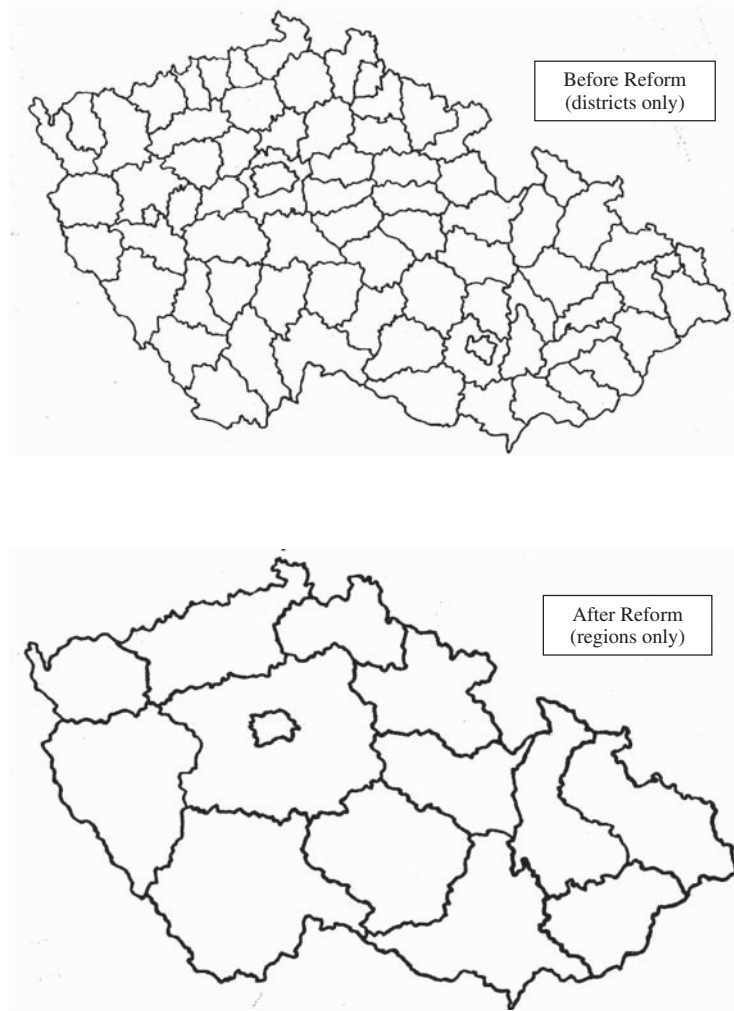 Before Reform
(districts only)
After Reform
(regions only)